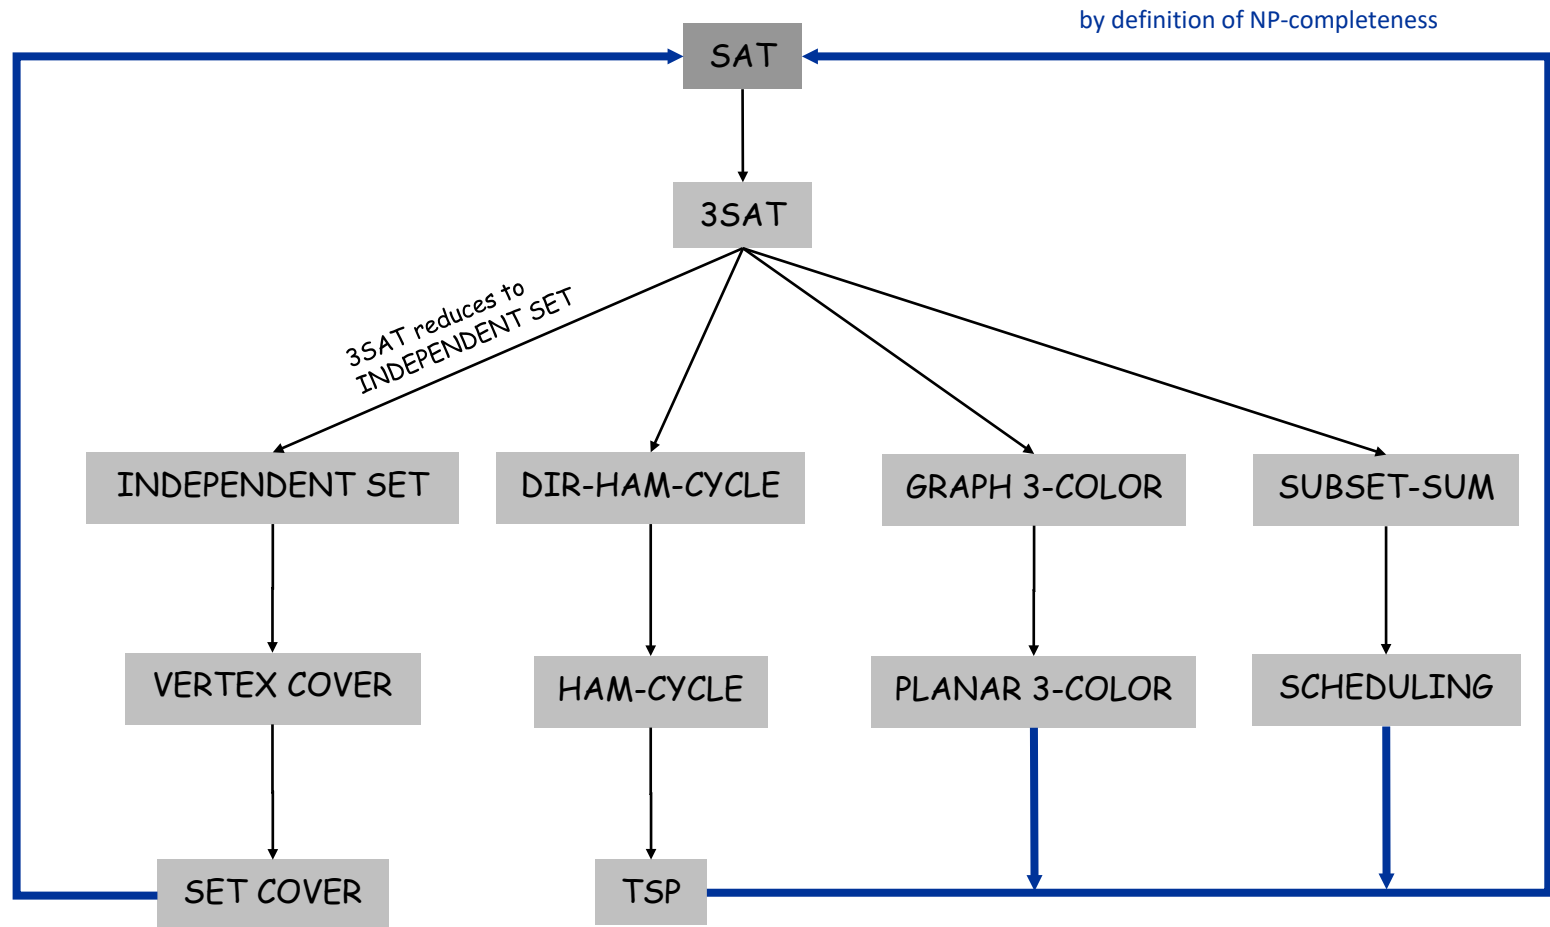 by definition of NP-completeness
SAT
3SAT
3SAT reduces to
INDEPENDENT SET
INDEPENDENT SET
DIR-HAM-CYCLE
GRAPH 3-COLOR
SUBSET-SUM
VERTEX COVER
HAM-CYCLE
PLANAR 3-COLOR
SCHEDULING
SET COVER
TSP